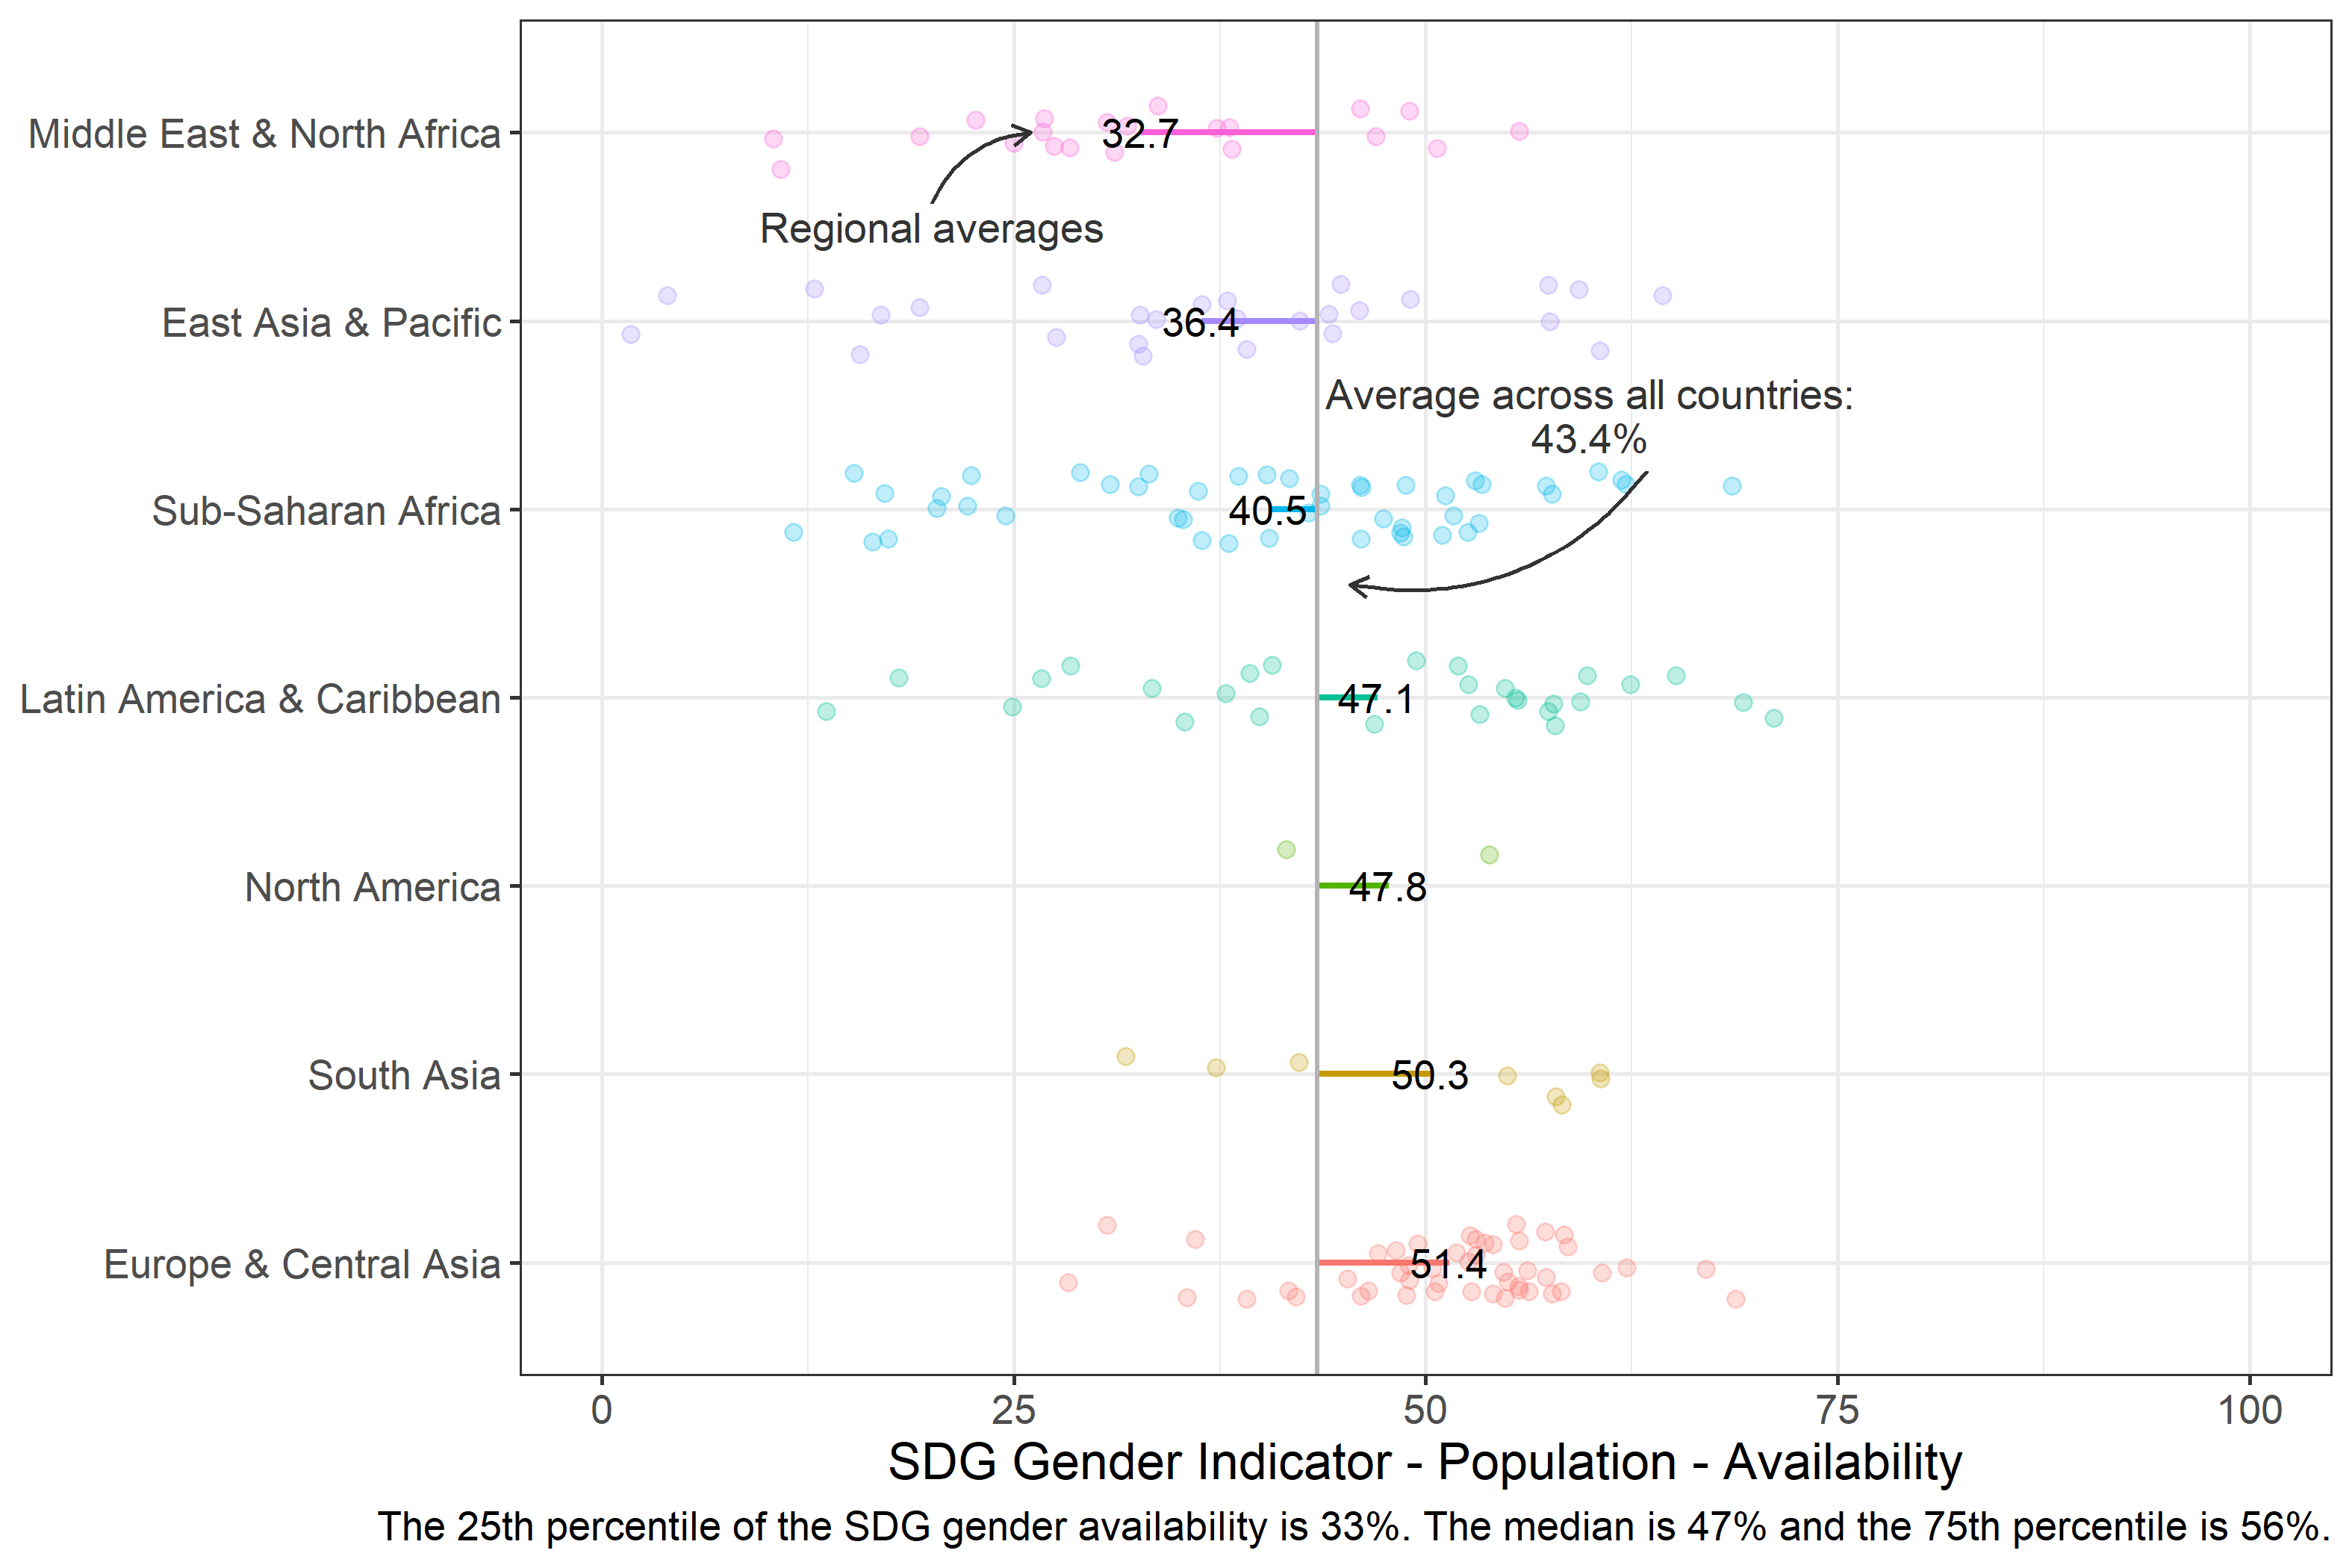 Middle East & North Africa
32.7
Regional averages
East Asia & Pacific
36.4
Average across all countries:
43.4%
Sub-Saharan Africa
40.5
Latin America & Caribbean
47.1
North America
47.8
South Asia
50.3
Europe & Central Asia
51.4
0 25 50 75 100
SDG Gender Indicator - Population - Availability
The 25th percentile of the SDG gender availability is 33%. The median is 47% and the 75th percentile is 56%.